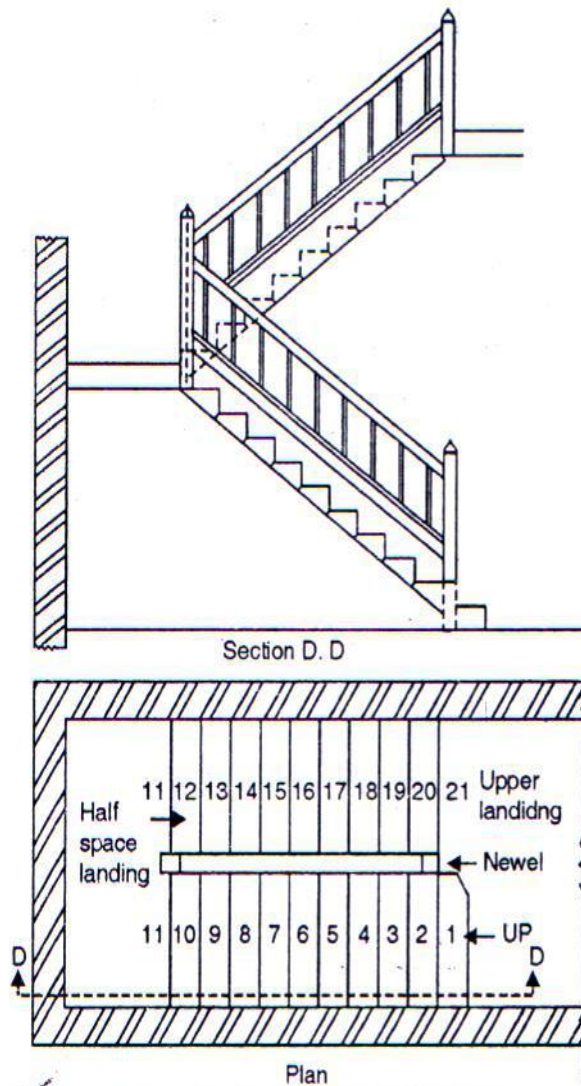 Section D. D
11 12 13 14 15 16 17 18 19 20 21
Upper
landidng
Half
space
landing
Newel
11 10 9 8 7 6 5 4 3 2 1
UP
D
D
Plan